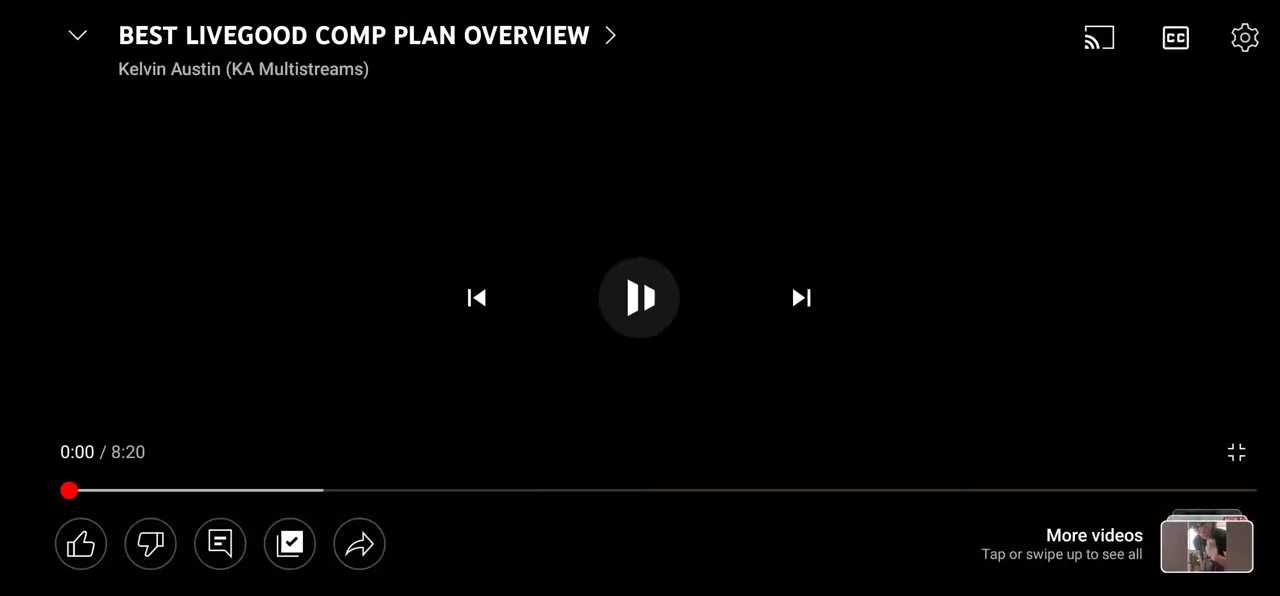 BEST LIVEGOOD COMP PLAN OVERVIEW
Kelvin Austin (KA Multistreams)
CC
0:00 / 8:20
More videos
Tap or swipe up to see all